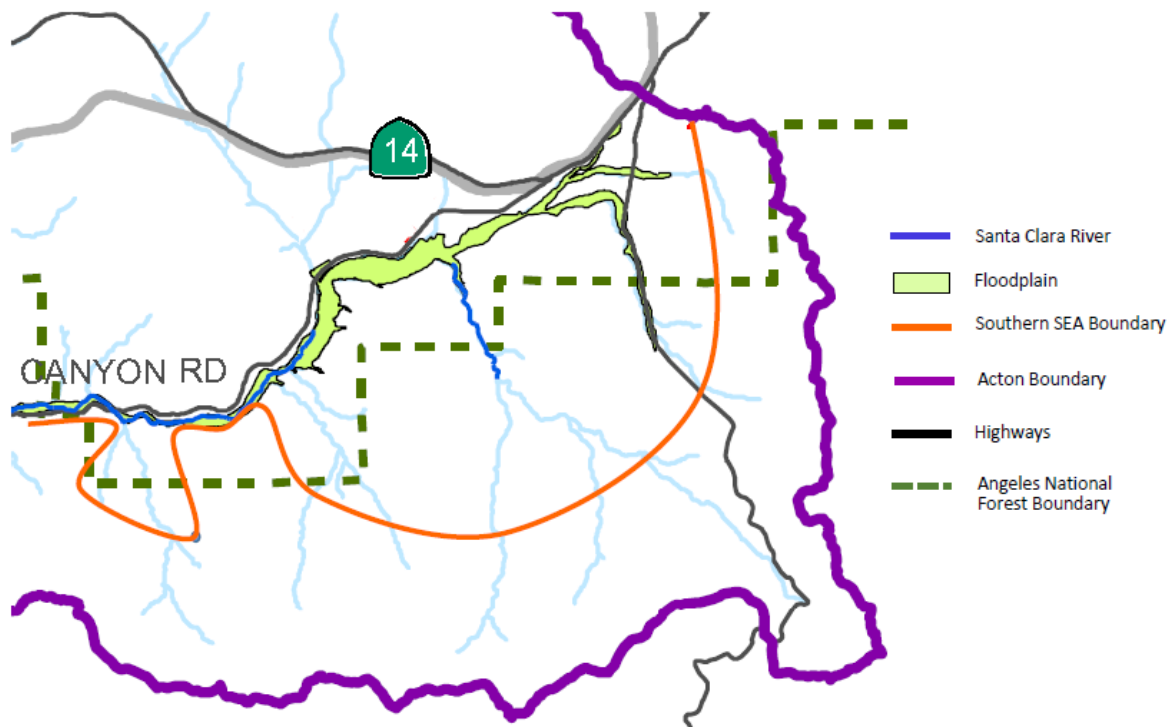 14
Santa Clara River
Floodplain
Southern SEA Boundary
CANYON RD
Acton Boundary
Highways
Angeles National
Forest Boundary